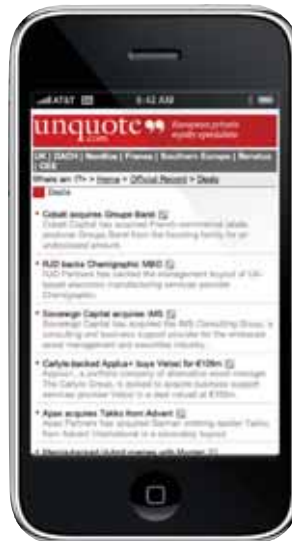 AT&T 9:42 AM
unquote”
.com
European private
equity specialists
UK | DACH | Nordics | France | Southern Europe | Benelux
| CEE
Where am I?> > Home > Official Record > Deals
Deals
Cobalt acquires Groupe Band
Cobalt Capital has acquired French commercial labels
producer Groupe Band from the founding family for an
undisclosed amount.
RJD backs Chemigraphic MBO
RJD Partners has backed the management buyout of UK-
based electronic manufacturing services provider
Chemigraphic.
Sovereign Capital acquires IMS
Sovereign Capital has acquired the IMS Consulting Group, a
consulting and business support provider for the
asset management and securities industry.
Carlyle-backed Applus+ buys Velosi for €109m
Applus+, a portfolio company of alternative asset manager
The Carlyle Group, is poised to acquire business support
services provider Velosi in a deal valued at €109m.
Apax acquires Takko from Advent
Apax Partners has acquired German clothing retailer Takko
from Advent International in a secondary buyout.